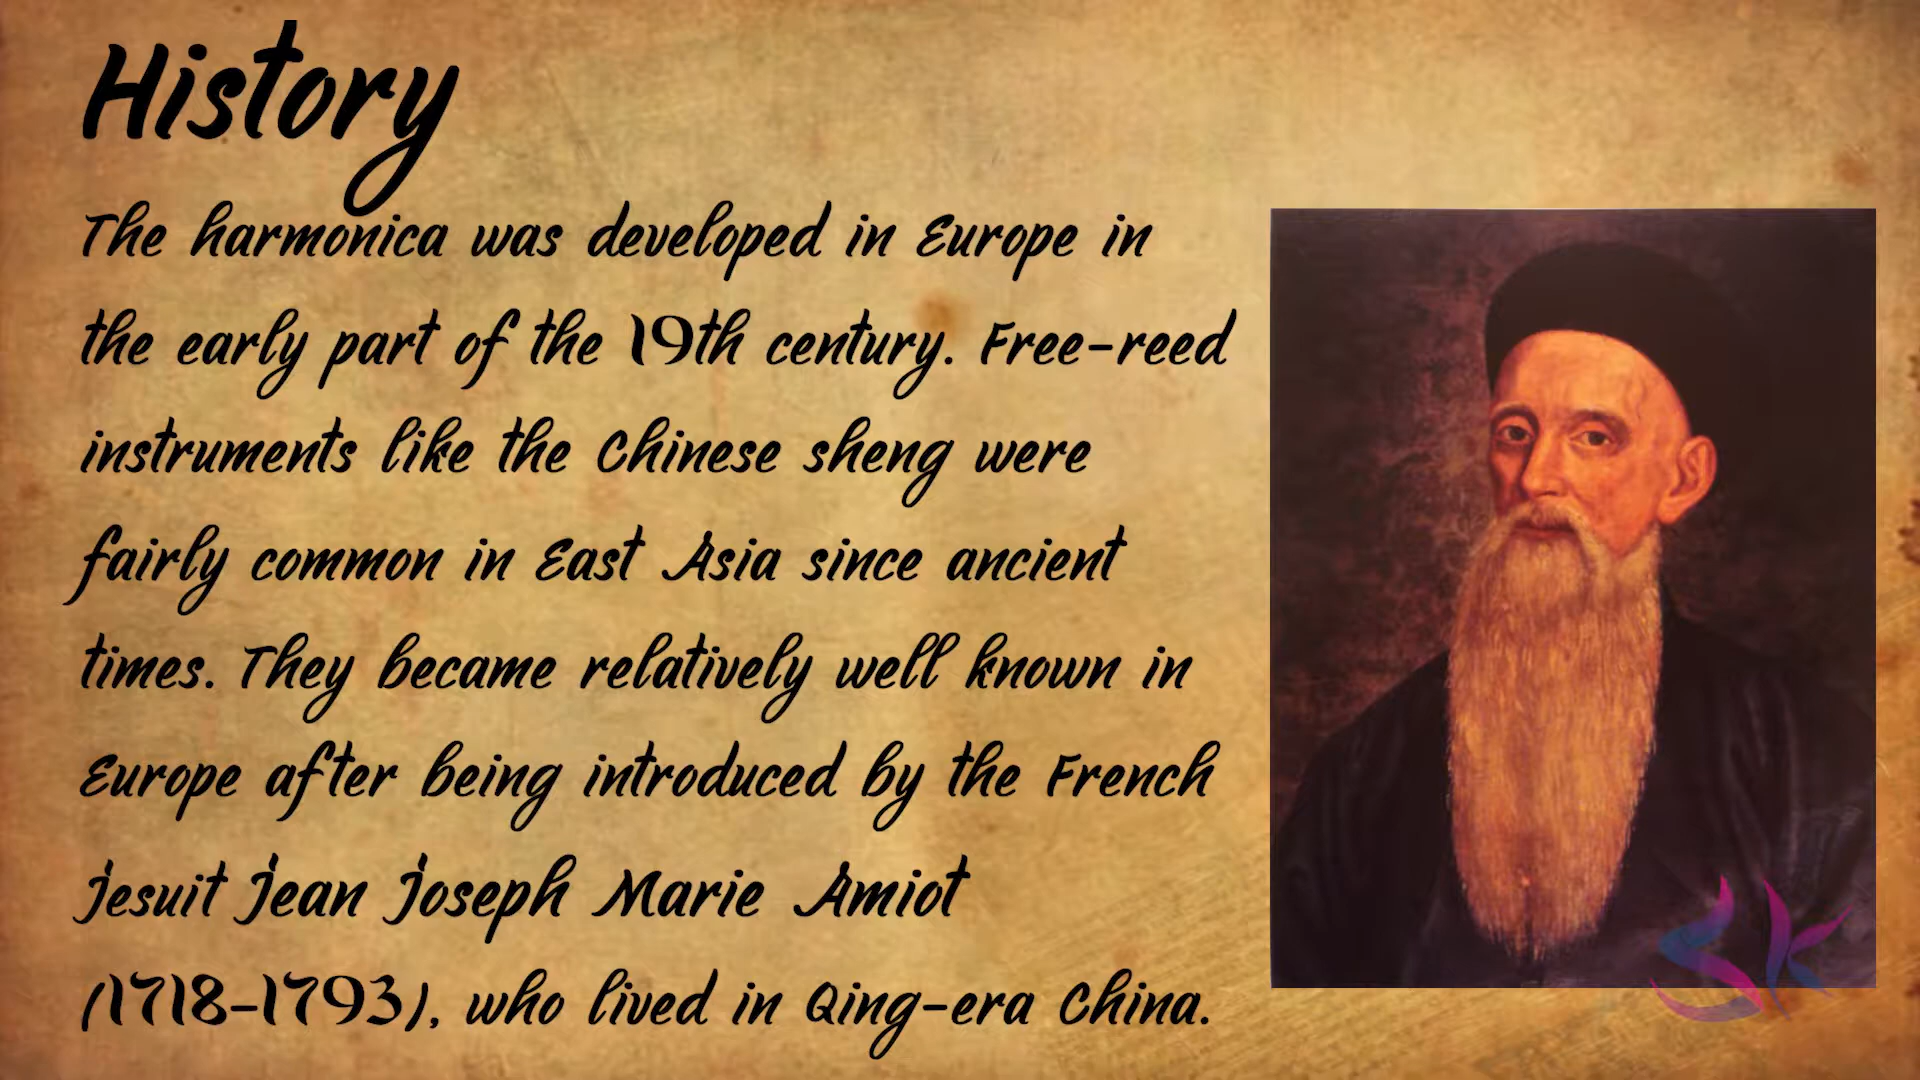 History
The harmonica was developed in Europe in
the early part of the 19th century. Free-reed
instruments like the Chinese sheng were
fairly common in East Asia since ancient
times. They became relatively well known in
Europe after being introduced by the French
Jesuit Jean Joseph Marie Amiot
(1718-1793), who lived in Qing-era China.
SK